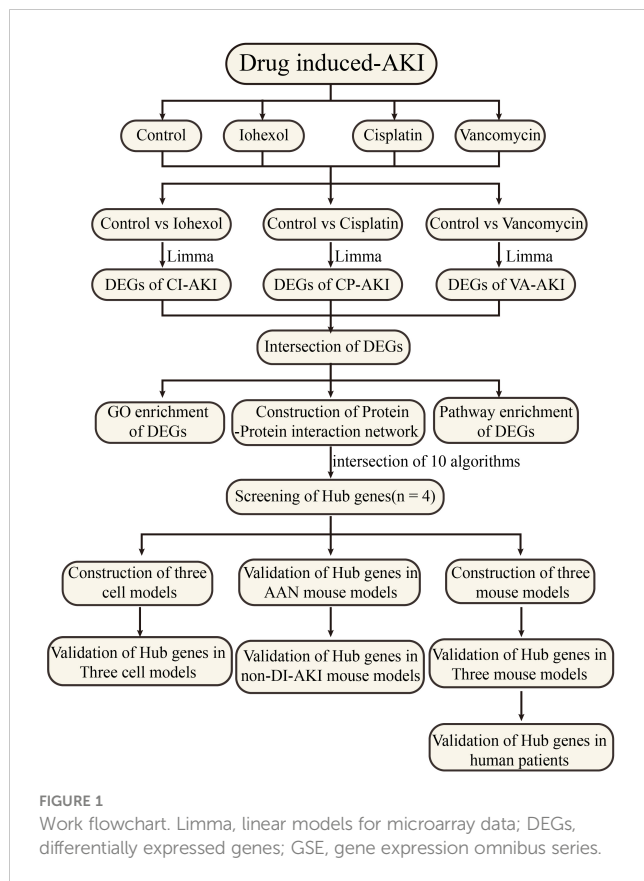 Drug induced-AKI
Control
Iohexol
Cisplatin
Vancomycin
Control vs Iohexol
Control vs Cisplatin
Control vs Vancomycin
Limma
Limma
Limma
DEGs of CI-AKI
DEGs of CP-AKI
DEGs of VA-AKI
Intersection of DEGs
GO enrichment
of DEGs
Construction of Protein
-Protein interaction network
Pathway enrichment
of DEGs
intersection of 10 algorithms
Screening of Hub genes(n = 4)
Construction of three
cell models
Validation of Hub genes in
AAN mouse models
Construction of three
mouse models
Validation of Hub genes in
Three cell models
Validation of Hub genes in
non-DI-AKI mouse models
Validation of Hub genes in
Three mouse models
Validation of Hub genes in
human patients
FIGURE 1
Work flowchart. Limma, linear models for microarray data; DEGs,
differentially expressed genes; GSE, gene expression omnibus series.